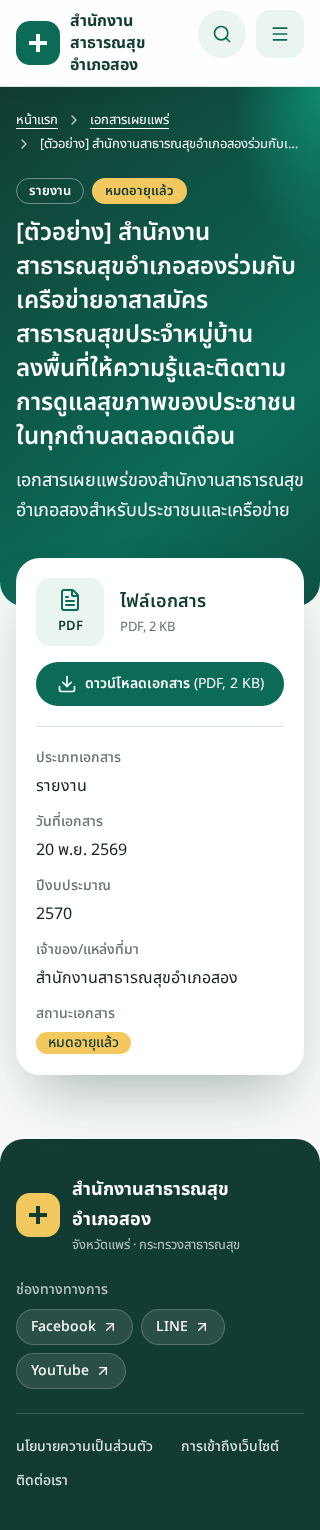 สำนักงาน
สาธารณสุข
อำเภอสอง
หน้าแรก
เอกสารเผยแพร่
[ตัวอย่าง] สำนักงานสาธารณสุขอำเภอสองร่วมกับเ...
รายงาน
หมดอายุแล้ว
[ตัวอย่าง] สำนักงาน
สาธารณสุขอำเภอสองร่วมกับ
เครือข่ายอาสาสมัคร
สาธารณสุขประจำหมู่บ้าน
ลงพื้นที่ให้ความรู้และติดตาม
การดูแลสุขภาพของประชาชน
ในทุกตำบลตลอดเดือน
เอกสารเผยแพร่ของสำนักงานสาธารณสุข
อำเภอสองสำหรับประชาชนและเครือข่าย
PDF
ไฟล์เอกสาร
PDF, 2 KB
ดาวน์โหลดเอกสาร (PDF, 2 KB)
ประเภทเอกสาร
รายงาน
วันที่เอกสาร
20 พ.ย. 2569
ปีงบประมาณ
2570
เจ้าของ/แหล่งที่มา
สำนักงานสาธารณสุขอำเภอสอง
สถานะเอกสาร
หมดอายุแล้ว
สำนักงานสาธารณสุข
อำเภอสอง
จังหวัดแพร่ · กระทรวงสาธารณสุข
ช่องทางทางการ
Facebook
LINE
YouTube
นโยบายความเป็นส่วนตัว
การเข้าถึงเว็บไซต์
ติดต่อเรา